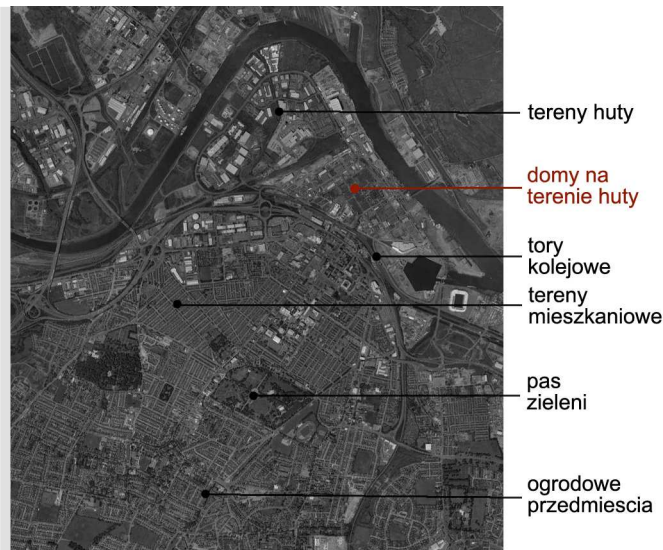 tereny huty
domy na
terenie huty
tory
kolejowe
tereny
mieszkaniowe
pas
zieleni
ogrodowe
przedmiescia